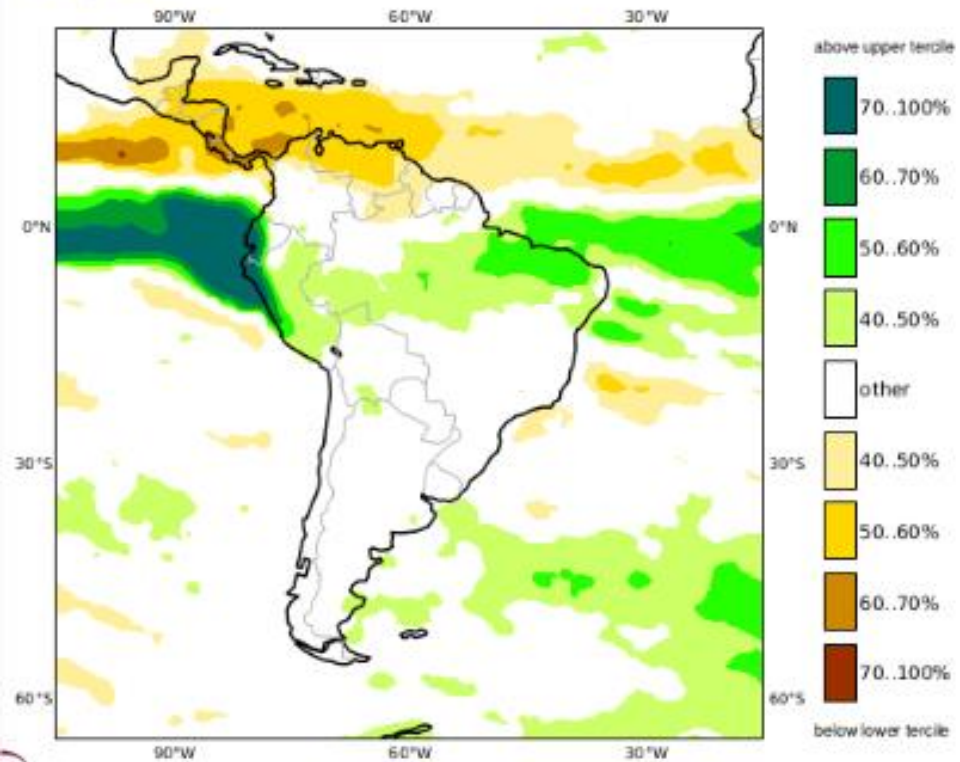 90°W 60°W 30°W
above upper tercile
70..100%
60..70%
50..60%
40..50%
other
40..50%
50..60%
60..70%
70..100%
below lower tercile
0°N 0°N
30°S 30°S
60°S 60°S
90°W 60°W 30°W